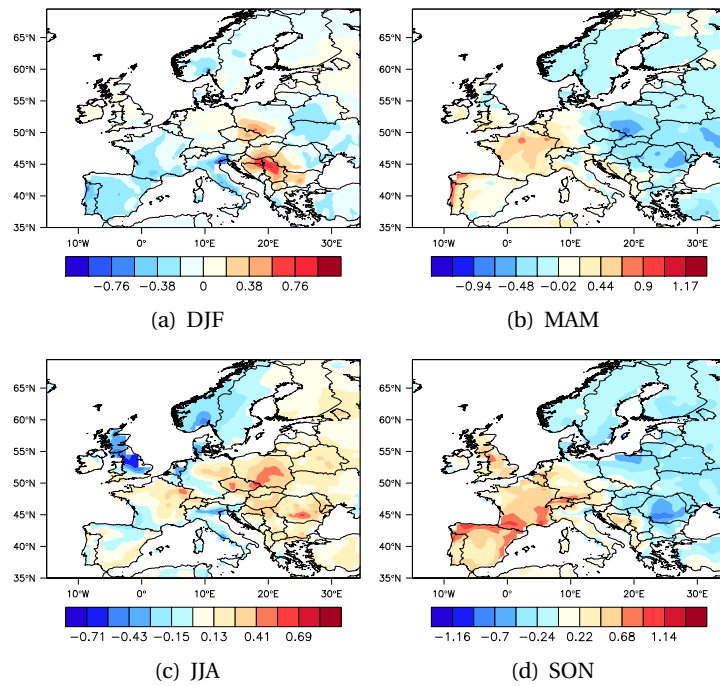 65°N 65°N
60°N 60°N
55°N 55°N
50°N 50°N
45°N 45°N
40°N 40°N
35°N 35°N
10°W 0° 10°E 20°E 30°E 10°W 0° 10°E 20°E 30°E
−0.76 −0.38 0 0.38 0.76 −0.94 −0.48 −0.02 0.44 0.9 1.17
(a) DJF (b) MAM
65°N 65°N
60°N 60°N
55°N 55°N
50°N 50°N
45°N 45°N
40°N 40°N
35°N 35°N
10°W 0° 10°E 20°E 30°E 10°W 0° 10°E 20°E 30°E
−0.71 −0.43 −0.15 0.13 0.41 0.69 −1.16 −0.7 −0.24 0.22 0.68 1.14
(c) JJA (d) SON